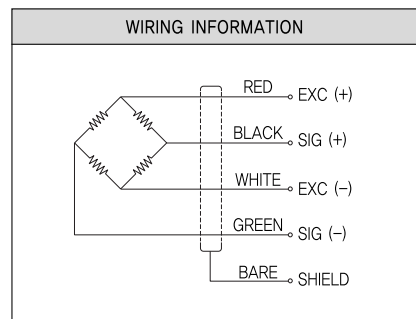 WIRING INFORMATION
RED EXC (+)
BLACK SIG (+)
WHITE EXC (−)
GREEN SIG (−)
BARE SHIELD